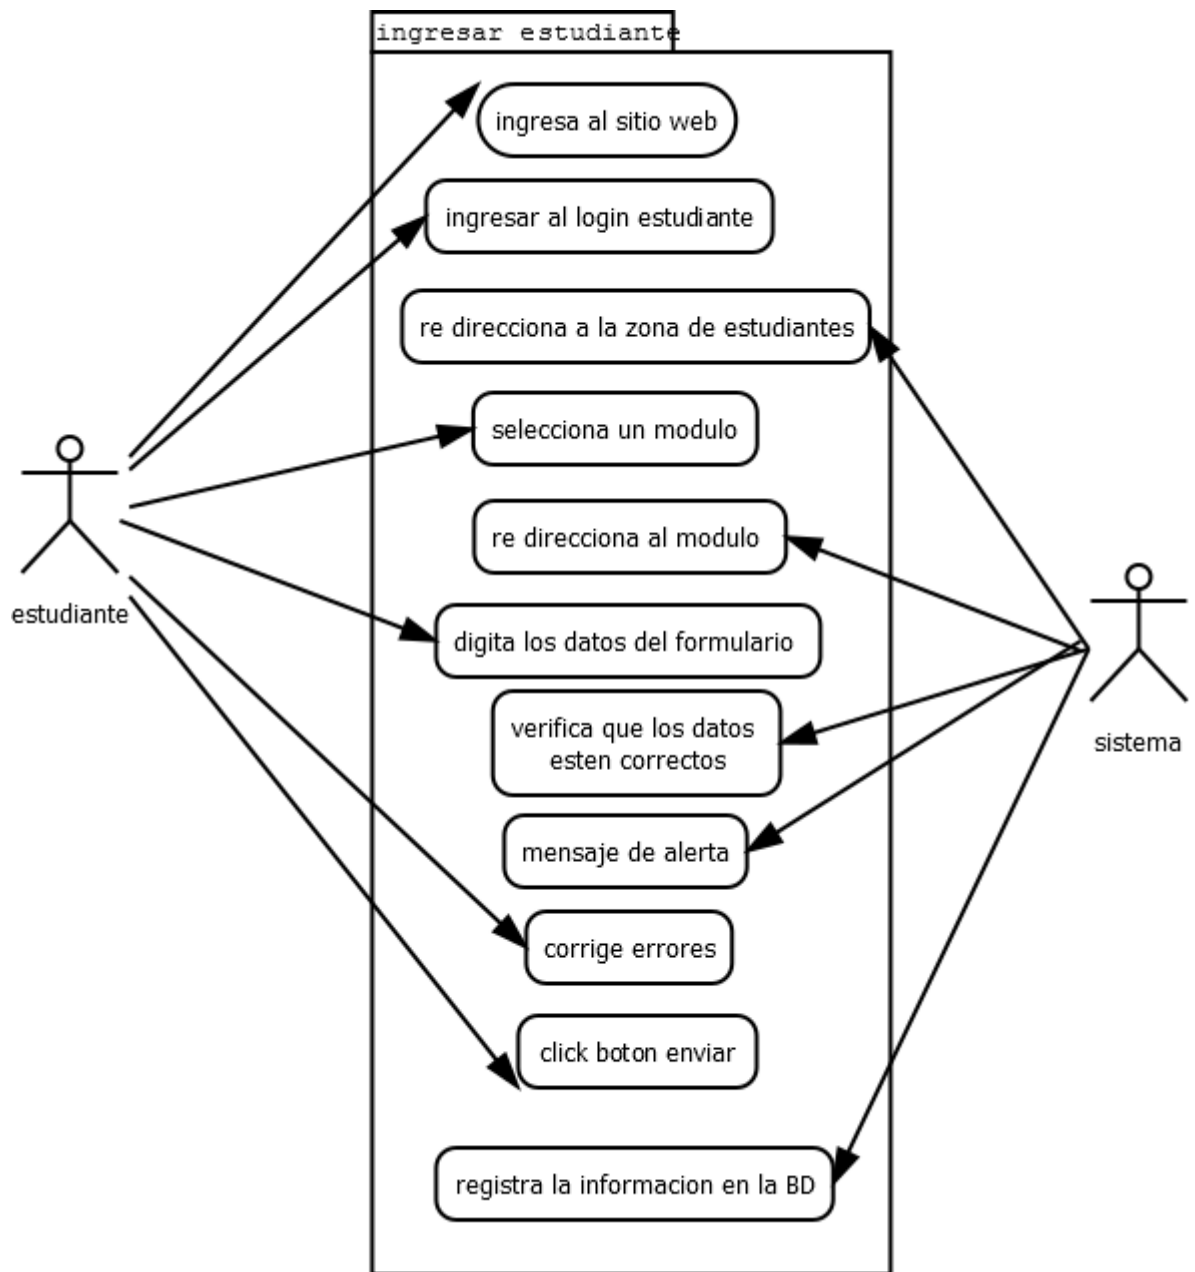 ingresar estudiante
ingresa al sitio web
ingresar al login estudiante
re direcciona a la zona de estudiantes
selecciona un modulo
re direcciona al modulo
estudiante
digita los datos del formulario
verifica que los datos
esten correctos
sistema
mensaje de alerta
corrige errores
click boton enviar
registra la informacion en la BD